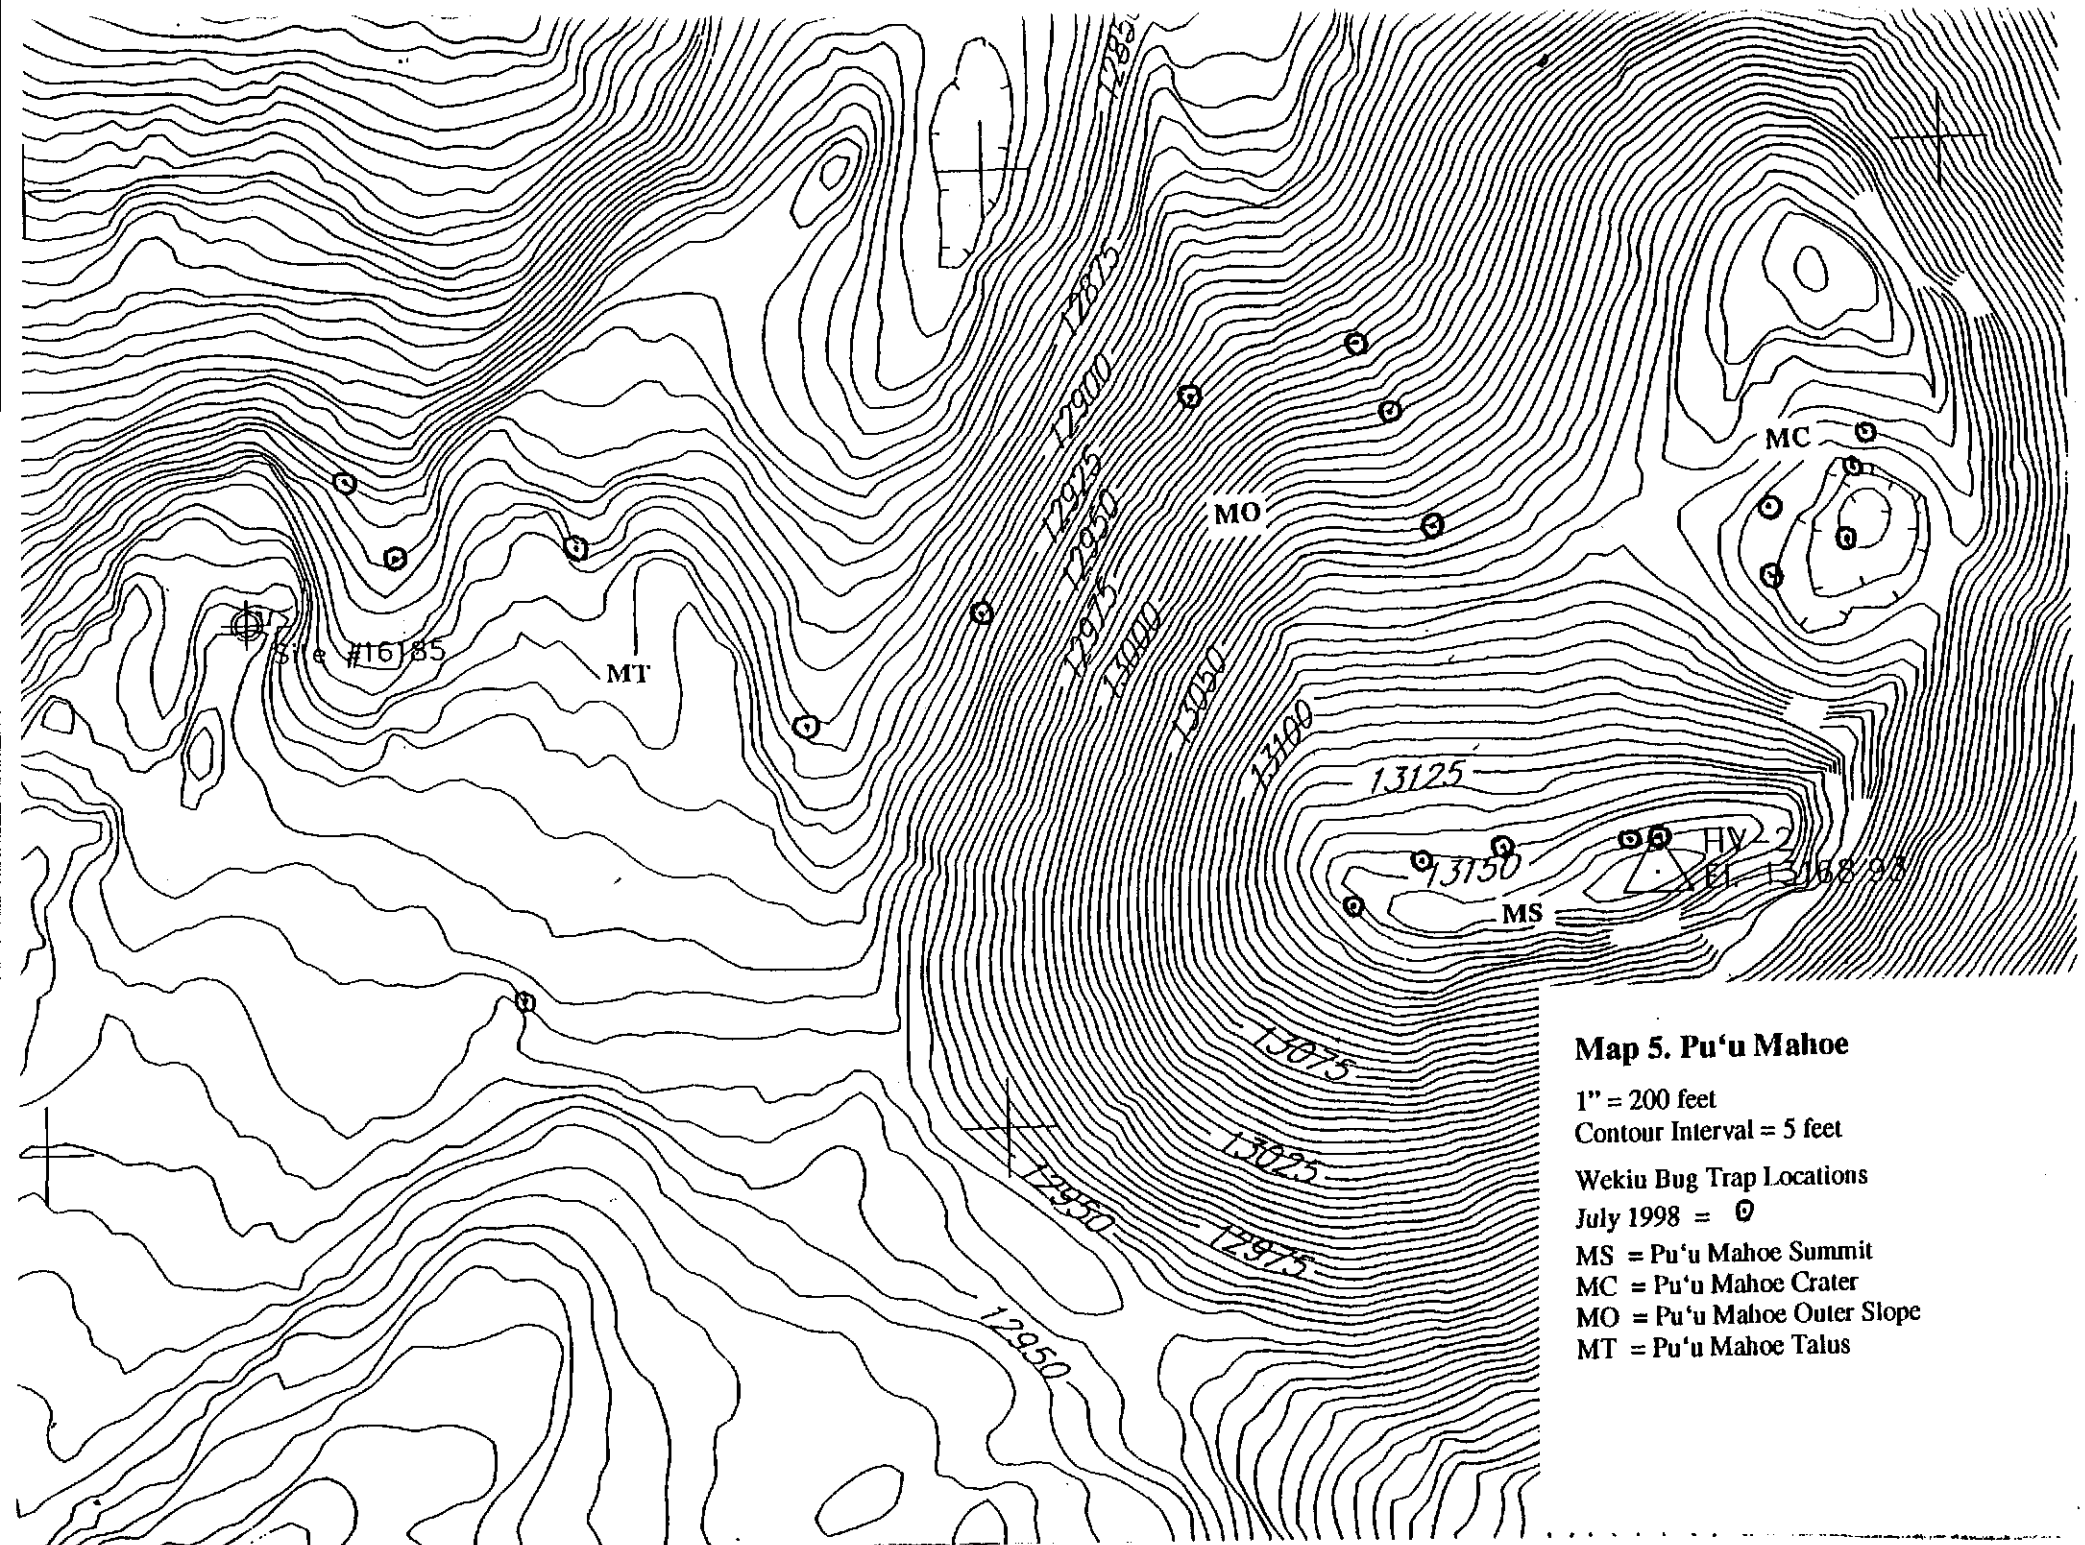 12875
12900
12925
12950
12975
13000
13050
13100
13125
13150
MO
MC
MT
Site #16185
HV-2
El. 13168.93
MS
13075
13025
12950
12975
12950
Map 5. Pu‘u Mahoe
1” = 200 feet
Contour Interval = 5 feet
Wekiu Bug Trap Locations
July 1998 =
MS = Pu‘u Mahoe Summit
MC = Pu‘u Mahoe Crater
MO = Pu‘u Mahoe Outer Slope
MT = Pu‘u Mahoe Talus